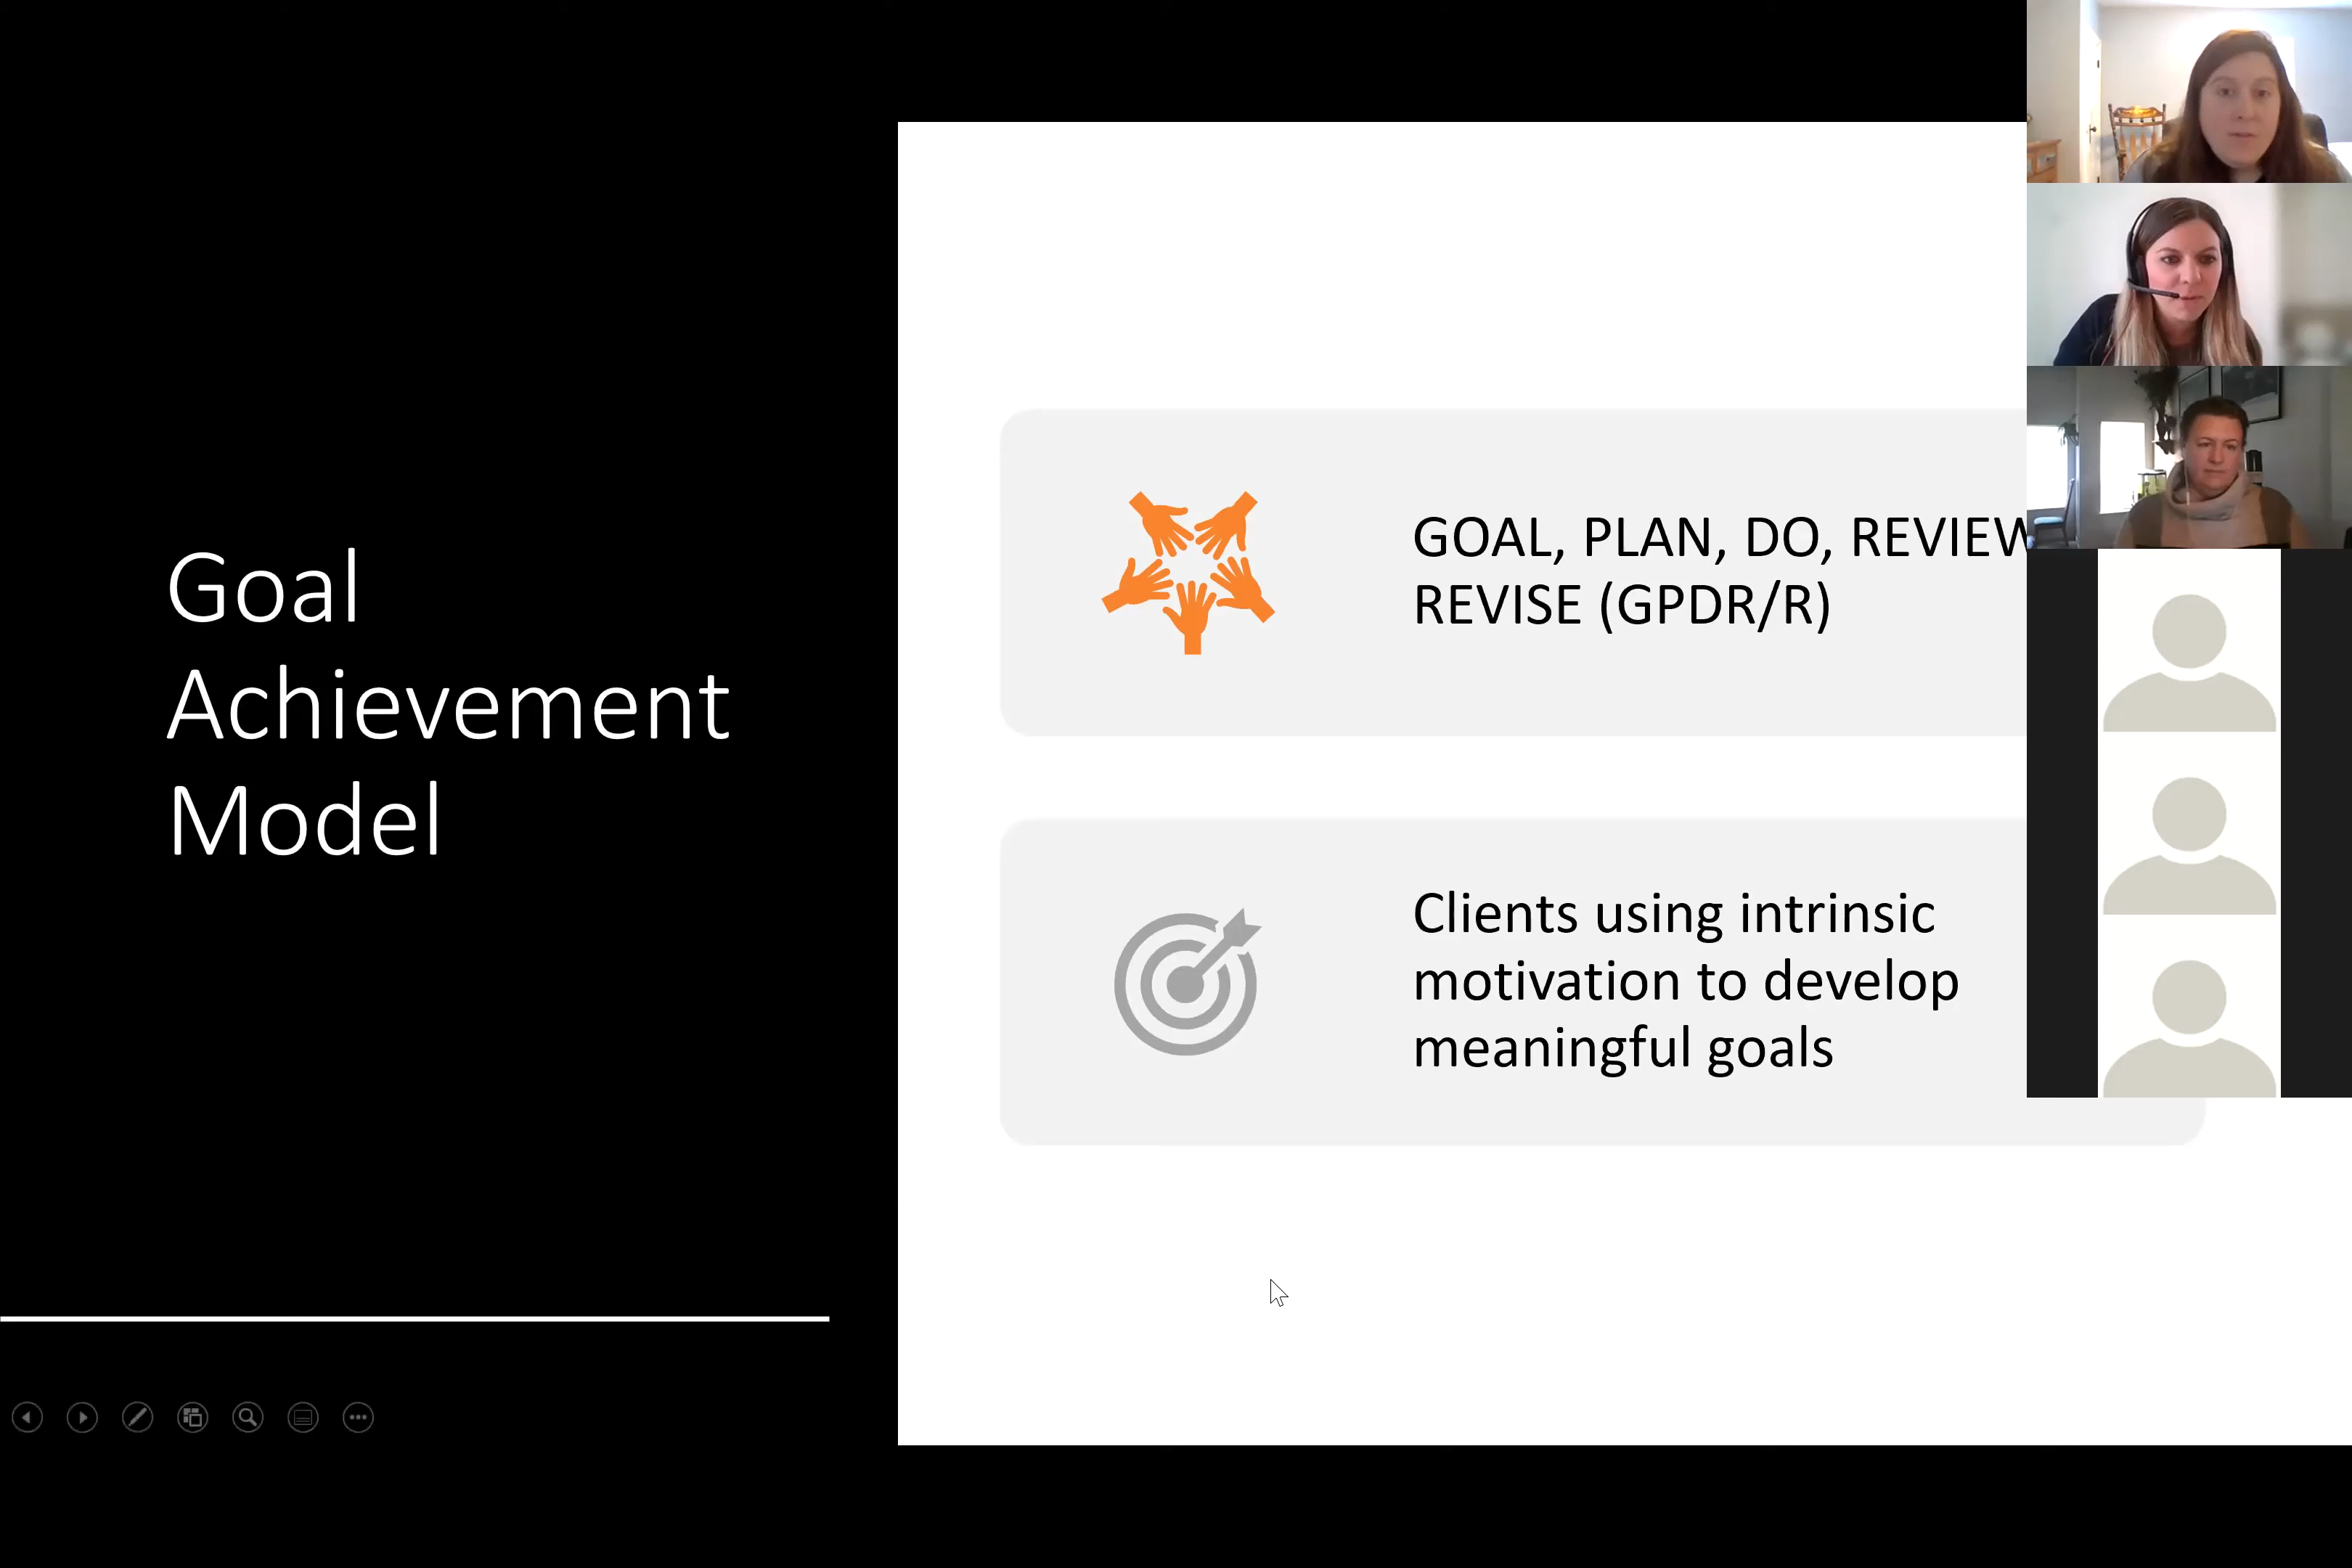 Goal
Achievement
Model
GOAL, PLAN, DO, REVIEW
REVISE (GPDR/R)
Clients using intrinsic
motivation to develop
meaningful goals